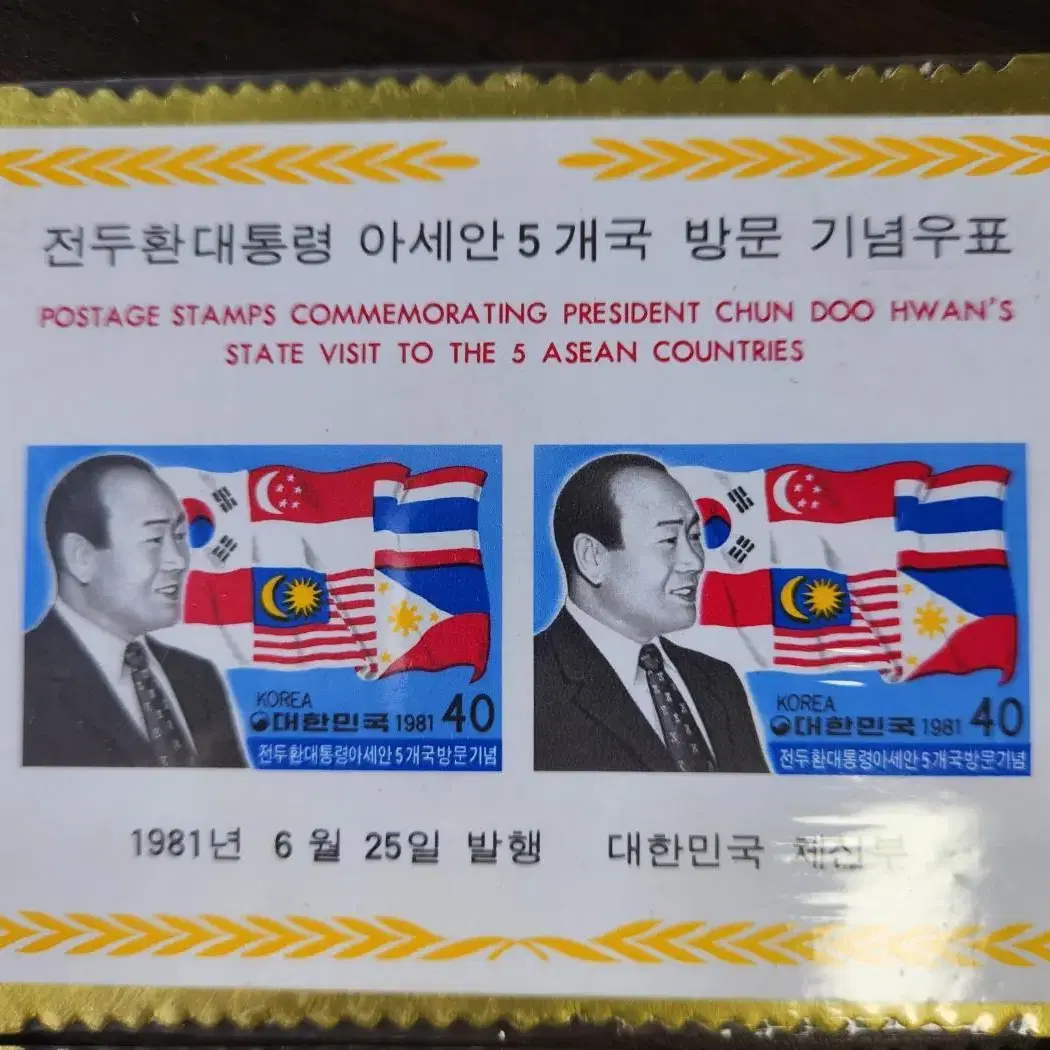 전두환대통령 아세안 5 개국 방문 기념우표
POSTAGE STAMPS COMMEMORATING PRESIDENT CHUN DOO HWAN'S
STATE VISIT TO THE 5 ASEAN COUNTRIES
KOREA
대한민국 1981 40
전두환대통령아세안5개국방문기념
KOREA
대한민국 1981 40
전두환대통령아세안5개국방문기념
1981년 6월 25일 발행 대한민국 체신부